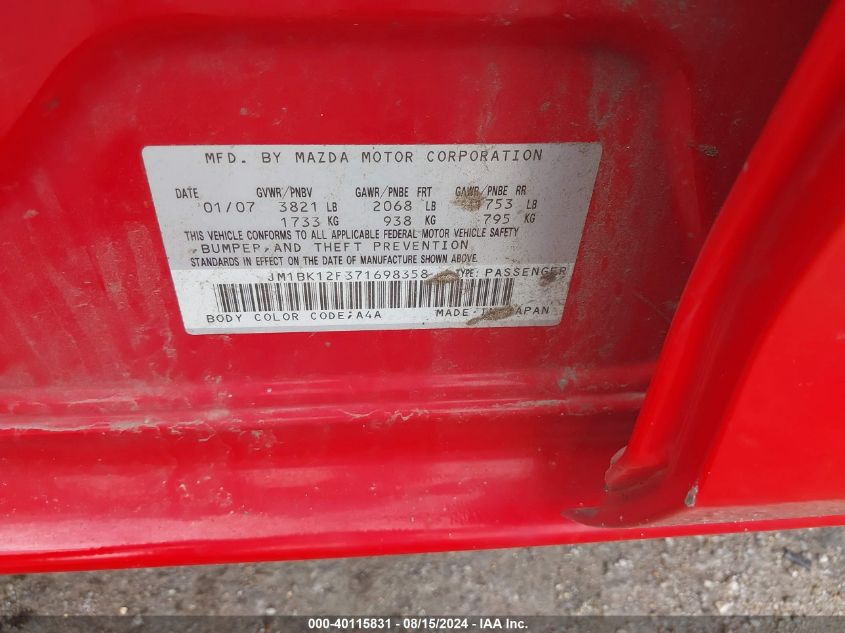 MFD. BY MAZDA MOTOR CORPORATION
DATE GVWR/PNBV GAWR/PNBE FRT GAWR/PNBE RR
01/07 3821 LB 2068 LB 1753 LB
1733 KG 938 KG 795 KG
THIS VEHICLE CONFORMS TO ALL APPLICABLE FEDERAL MOTOR VEHICLE SAFETY
,BUMPER,AND THEFT PREVENTION
STANDARDS IN EFFECT ON THE DATE OF MANUFACTURE SHOWN ABOVE.
JM1BK12F371698358 TYPE: PASSENGER
BODY COLOR CODE;A4A MADE IN JAPAN
000-40115831 - 08/15/2024 - IAA Inc.